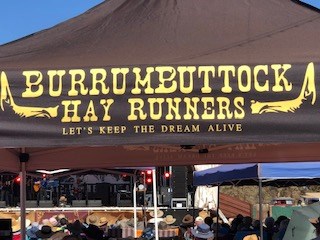 BURRUMBUTTOCK
HAY RUNNERS
LET'S KEEP THE DREAM ALIVE